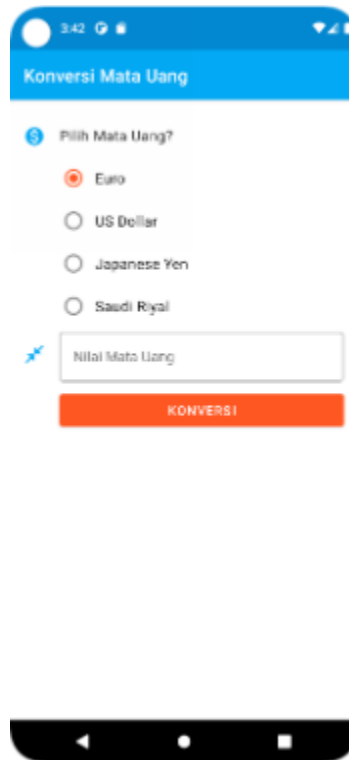 3:42
Konversi Mata Uang
Pilih Mata Uang?
Euro
US Dollar
Japanese Yen
Saudi Riyal
Nilai Mata Uang
KONVERSI